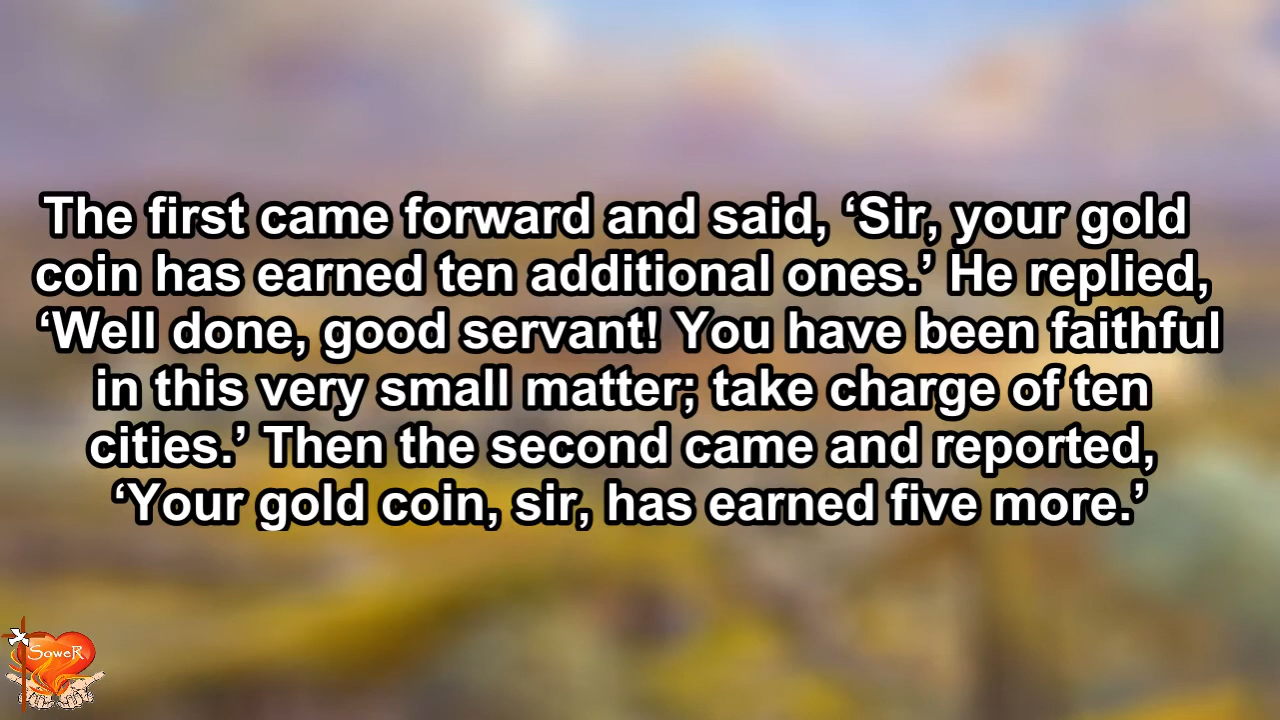 The first came forward and said, ‘Sir, your gold
coin has earned ten additional ones.’ He replied,
‘Well done, good servant! You have been faithful
in this very small matter; take charge of ten
cities.’ Then the second came and reported,
‘Your gold coin, sir, has earned five more.’
SoweR